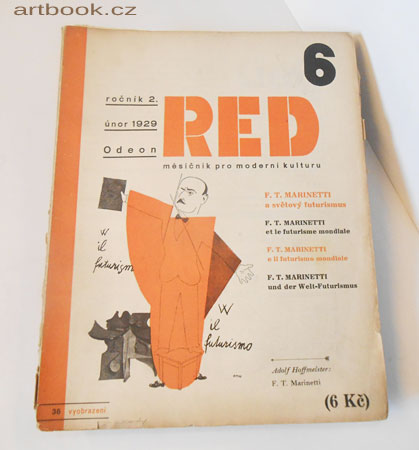 artbook.cz
6
ročník 2.
únor 1929
Odeon
RED
měsíčník pro moderní kulturu
F. T. MARINETTI
a světový futurismus
F. T. MARINETTI
et le futurisme mondiale
F. T. MARINETTI
e il futurismo mondiale
F. T. MARINETTI
und der Welt-Futurismus
W
il
futurismo
W
il
futurismo
Adolf Hoffmeister:
F. T. Marinetti
(6 Kč)
38 vyobrazení